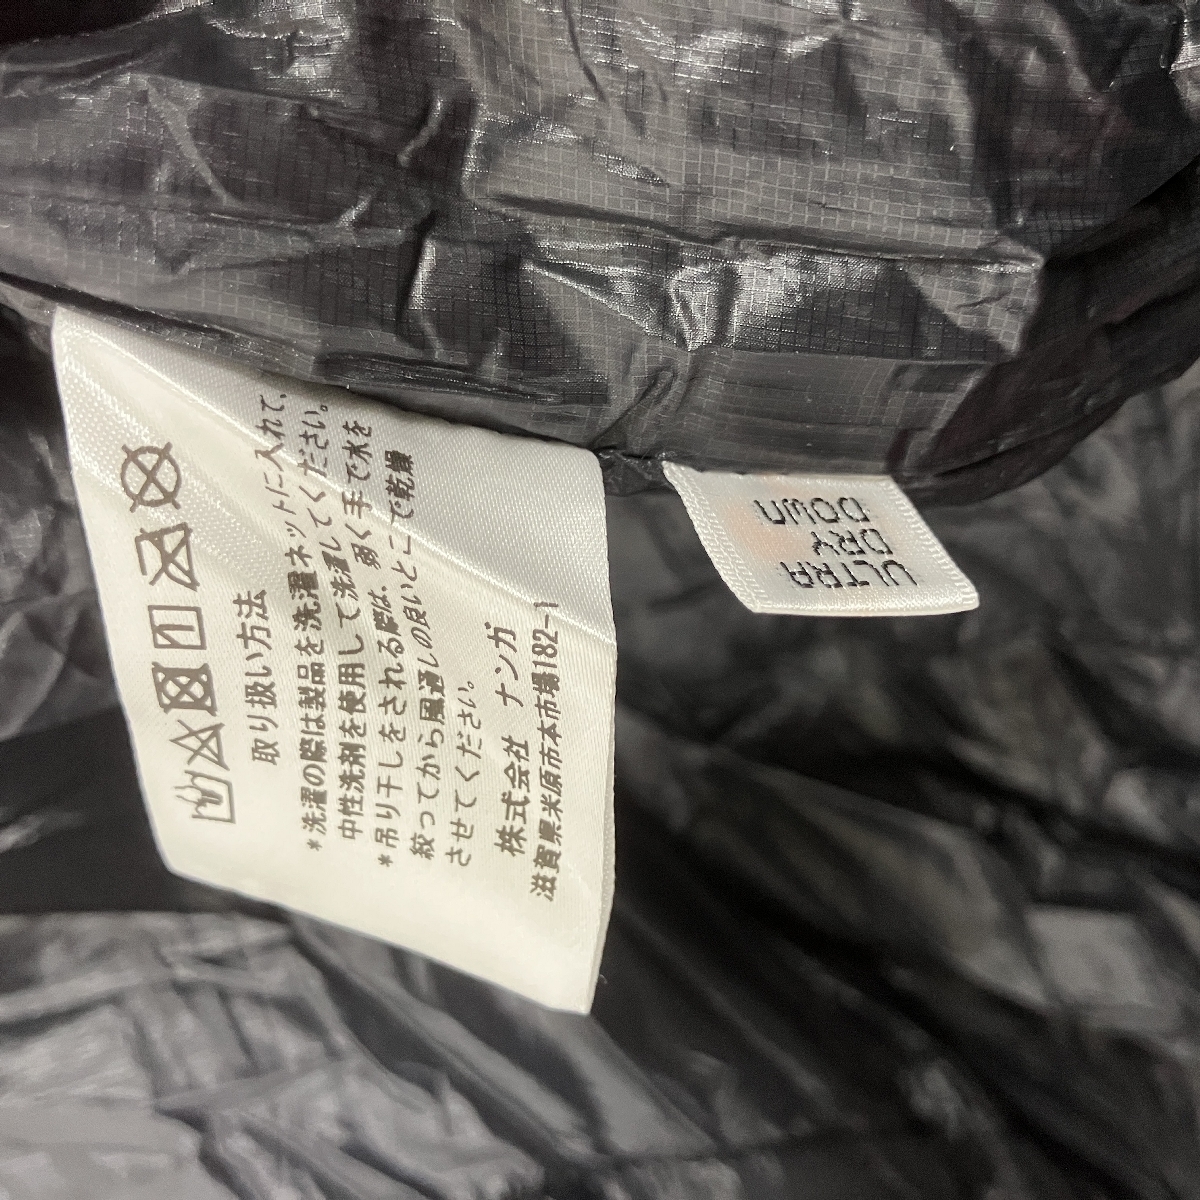 取り扱い方法
*洗濯の際は製品を洗濯ネットに入れて、
中性洗剤を使用して洗濯してください。
*吊り干しをされる際は、弱く手で水を
絞ってから風通しの良いところで乾燥
させてください。
株式会社 ナンガ
滋賀県米原市本市場182-1
ULTRA
DRY
DOWN